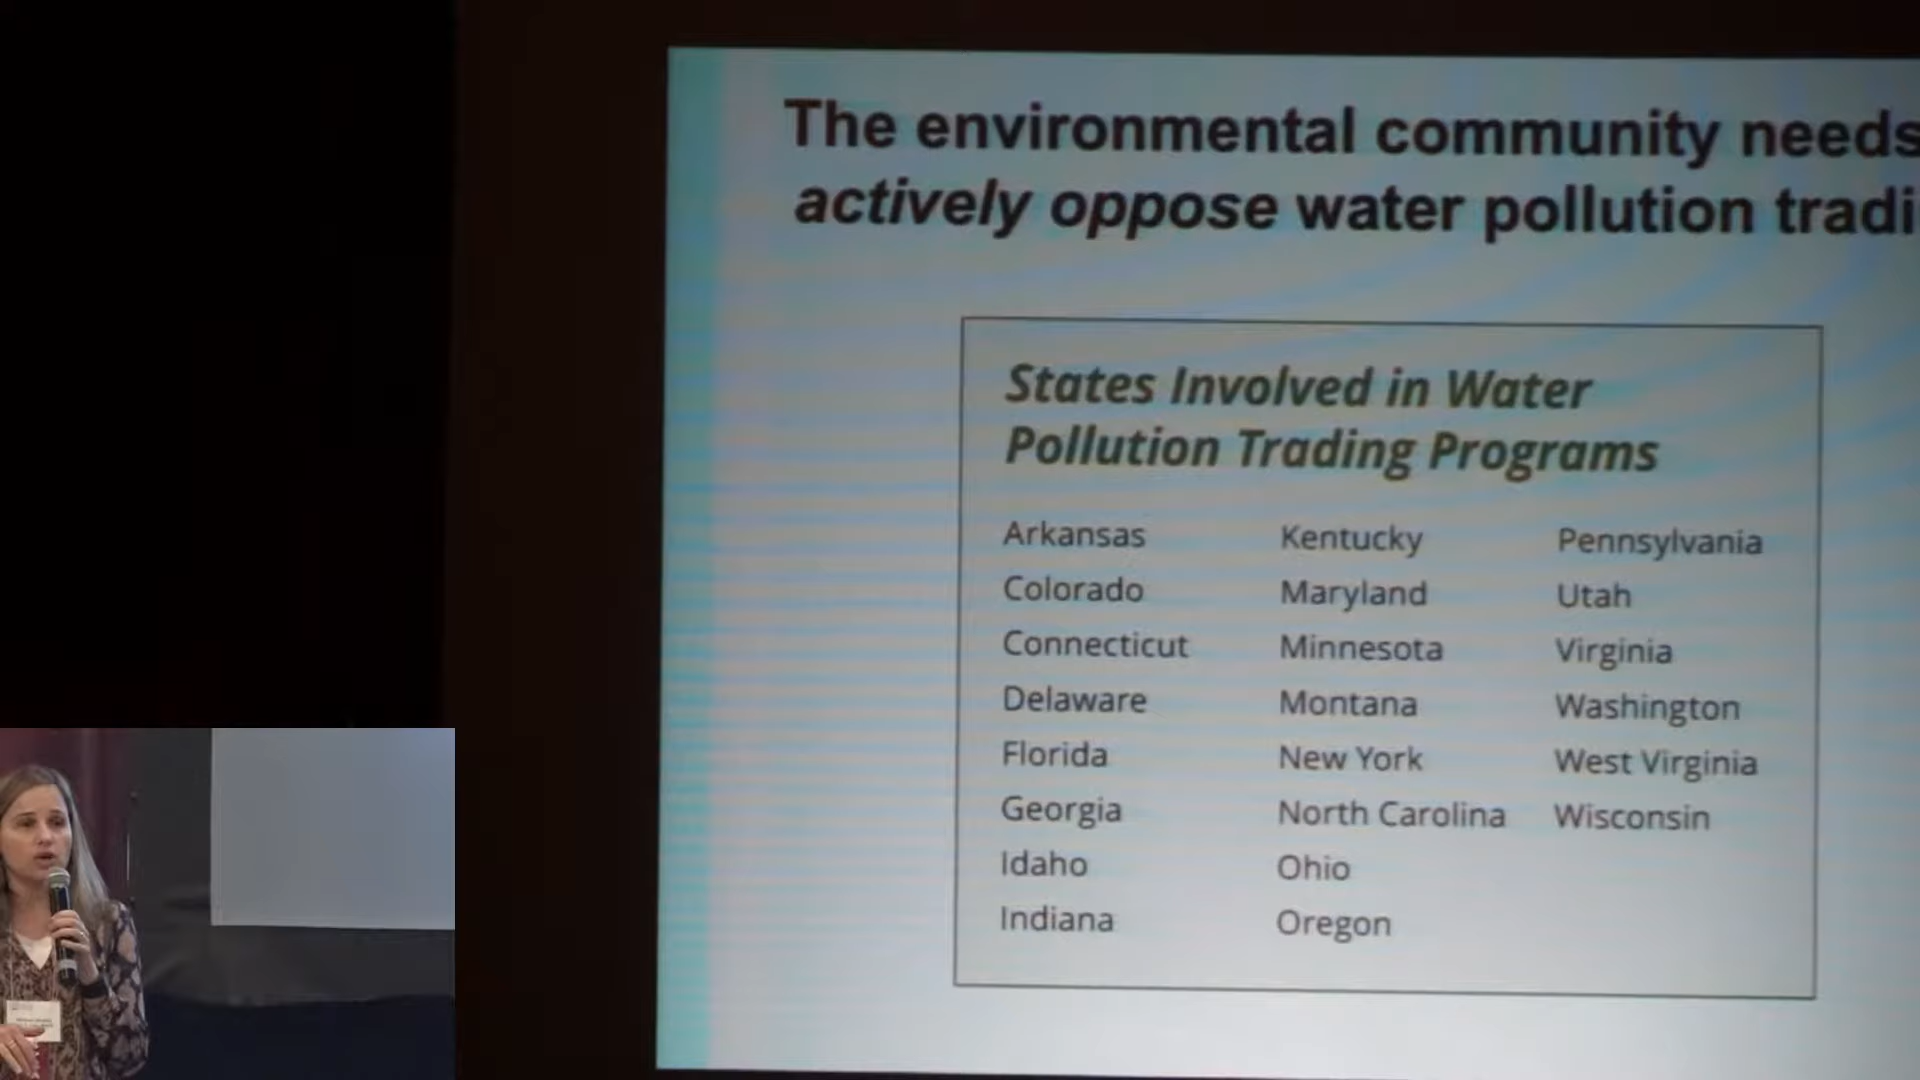 The environmental community needs
actively oppose water pollution tradi
States Involved in Water
Pollution Trading Programs
Arkansas
Colorado
Connecticut
Delaware
Florida
Georgia
Idaho
Indiana
Kentucky
Maryland
Minnesota
Montana
New York
North Carolina
Ohio
Oregon
Pennsylvania
Utah
Virginia
Washington
West Virginia
Wisconsin